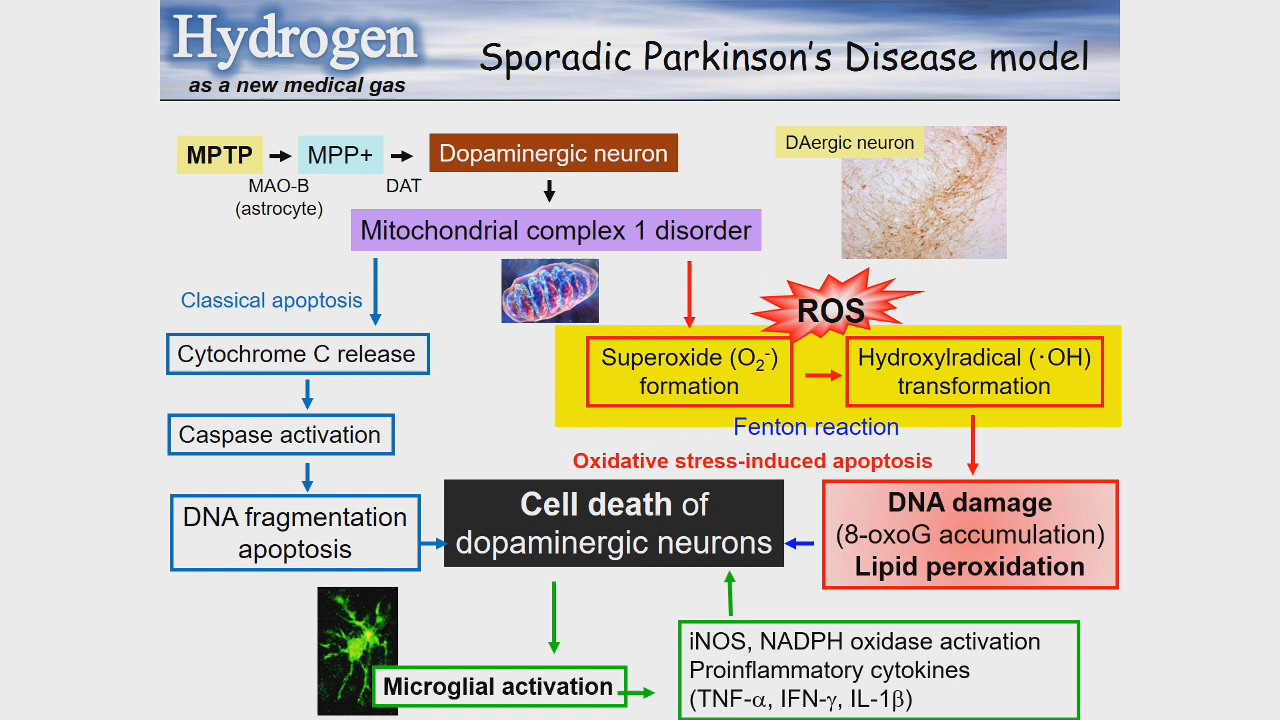 Hydrogen
as a new medical gas
Sporadic Parkinson's Disease model
MPTP
MPP+
Dopaminergic neuron
MAO-B
(astrocyte)
DAT
DAergic neuron
Mitochondrial complex 1 disorder
Classical apoptosis
ROS
Cytochrome C release
Superoxide (O₂⁻)
formation
Hydroxylradical (・OH)
transformation
Fenton reaction
Caspase activation
Oxidative stress-induced apoptosis
DNA fragmentation
apoptosis
Cell death of
dopaminergic neurons
DNA damage
(8-oxoG accumulation)
Lipid peroxidation
Microglial activation
iNOS, NADPH oxidase activation
Proinflammatory cytokines
(TNF-α, IFN-γ, IL-1β)